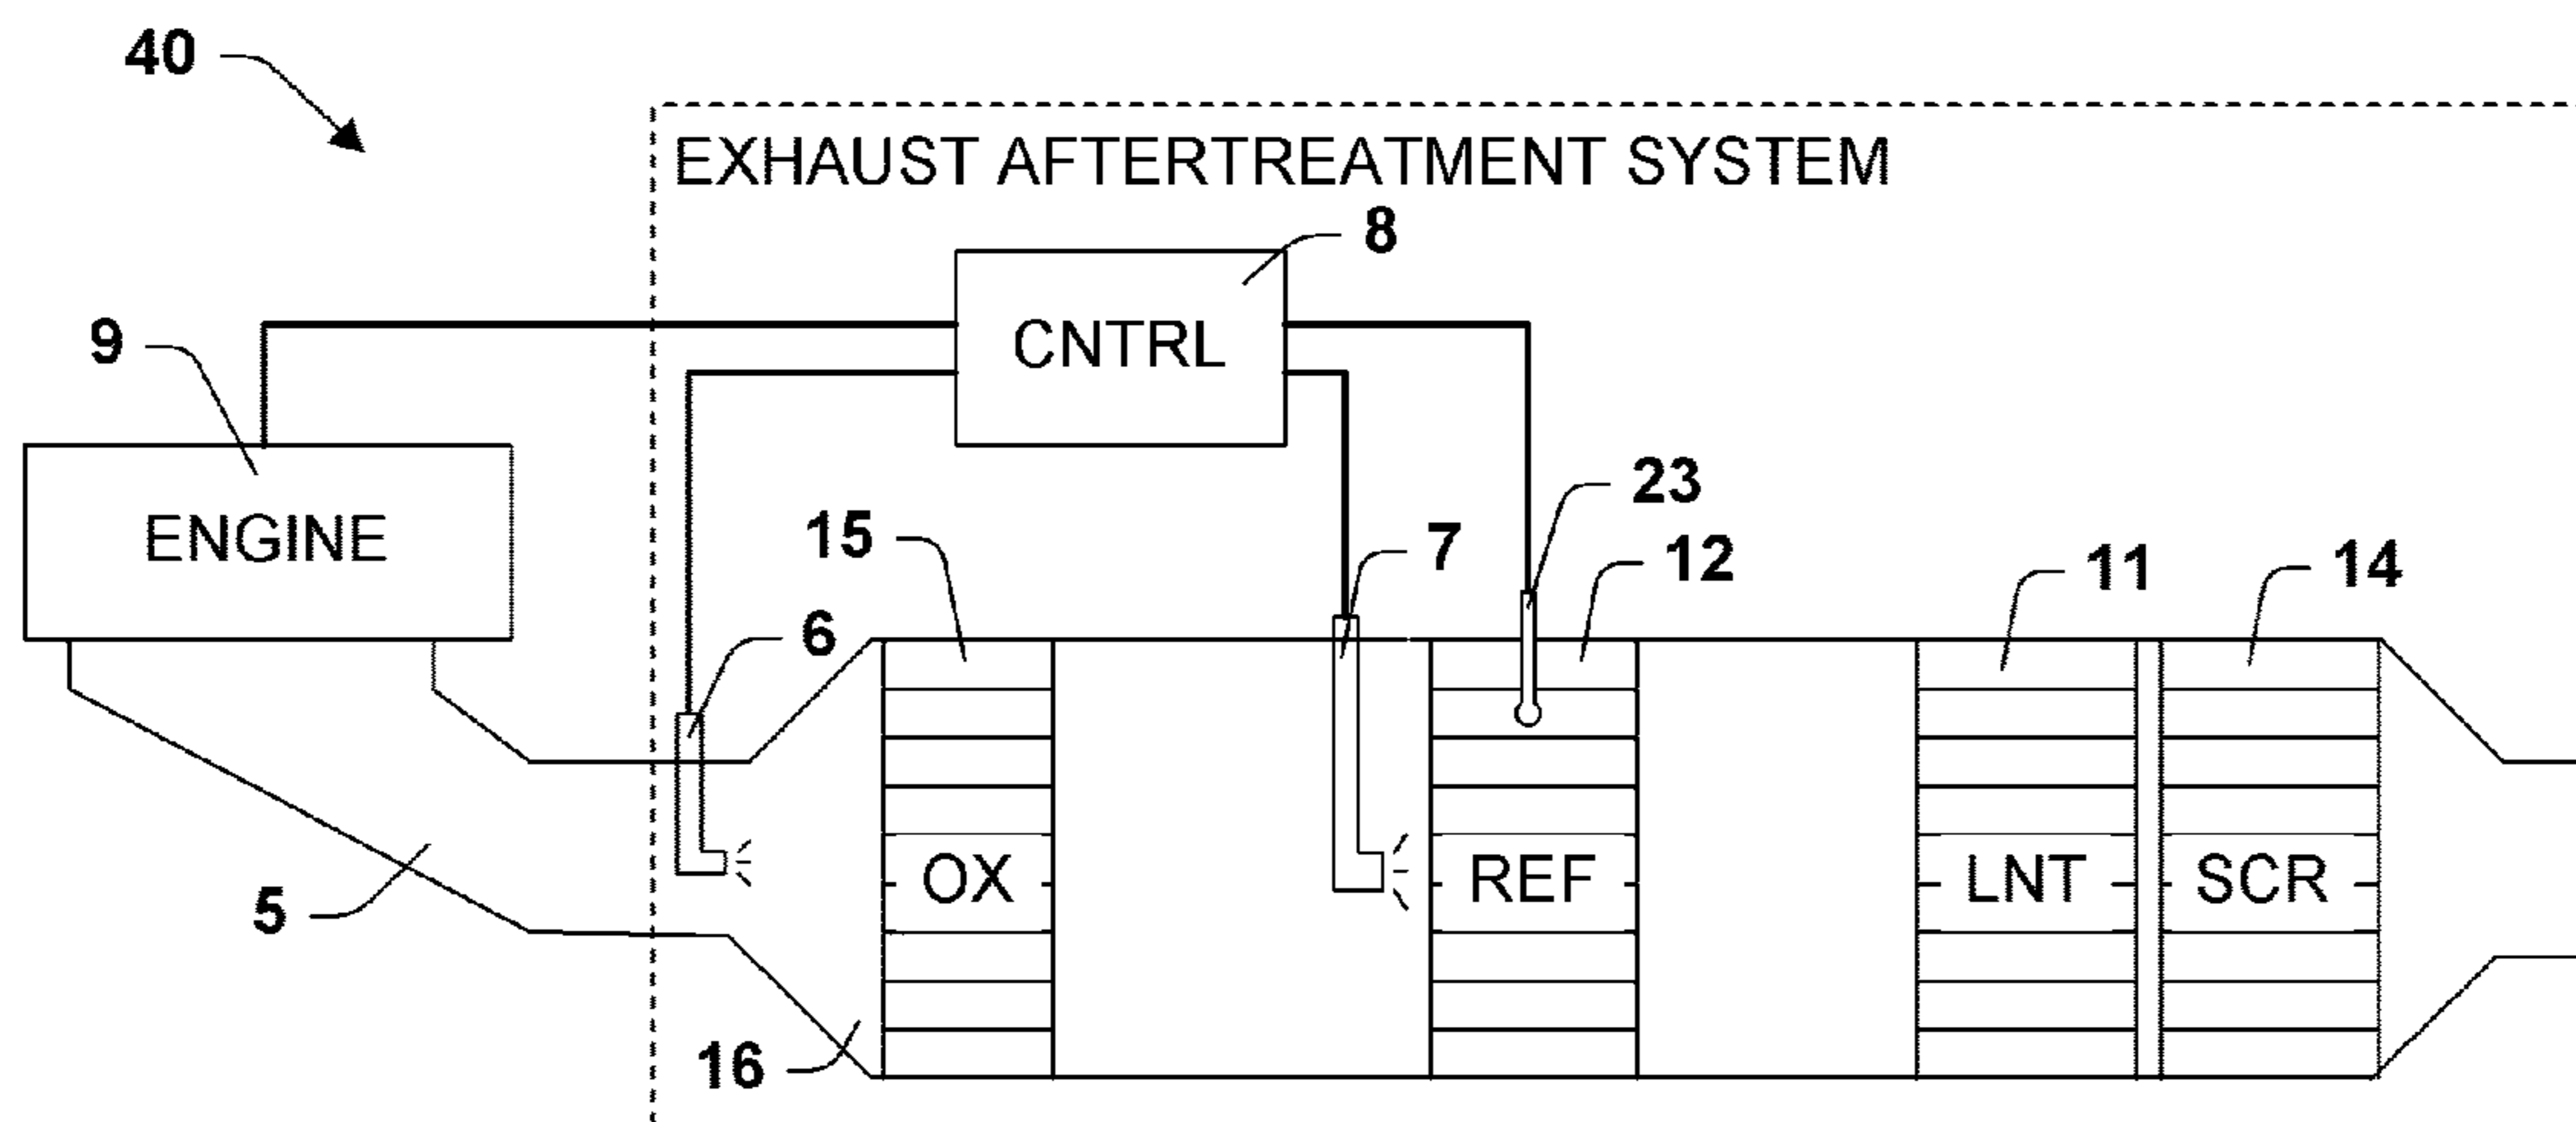 40
EXHAUST AFTERTREATMENT SYSTEM
8
9
CNTRL
23
ENGINE
15
7
12
11
14
6
OX
REF
LNT
SCR
5
16